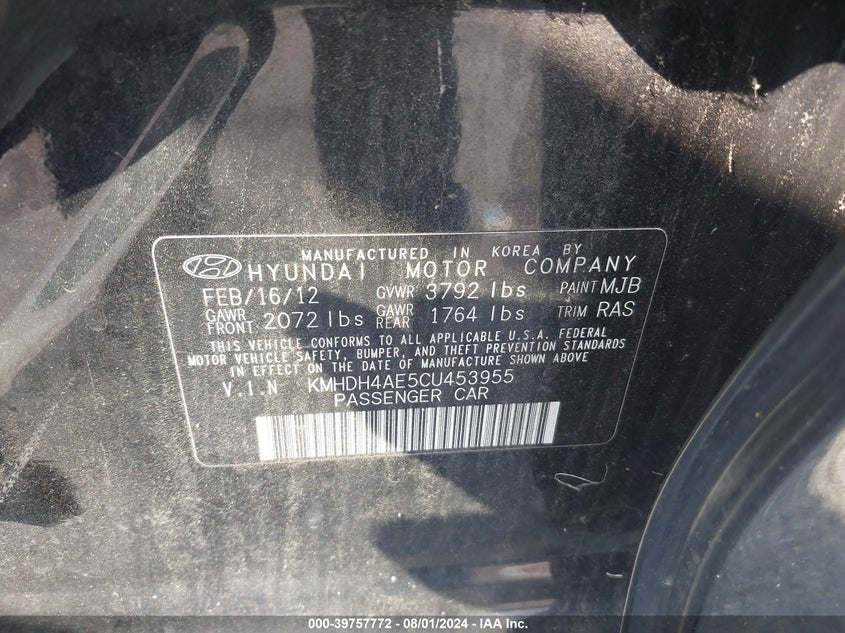 MANUFACTURED IN KOREA BY
HYUNDAI MOTOR COMPANY
FEB/16/12 GVWR 3792 lbs PAINT MJB
GAWR FRONT 2072 lbs GAWR REAR 1764 lbs TRIM RAS
THIS VEHICLE CONFORMS TO ALL APPLICABLE U.S.A. FEDERAL
MOTOR VEHICLE SAFETY, BUMPER, AND THEFT PREVENTION STANDARDS
IN EFFECT ON THE DATE OF MANUFACTURE SHOWN ABOVE
V.I.N KMHDH4AE5CU453955
PASSENGER CAR
000-39757772 - 08/01/2024 - IAA, Inc.